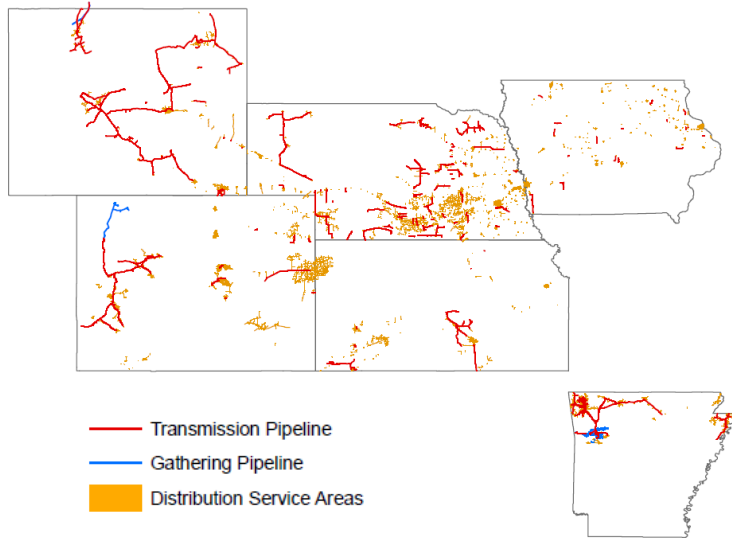 Transmission Pipeline
Gathering Pipeline
Distribution Service Areas